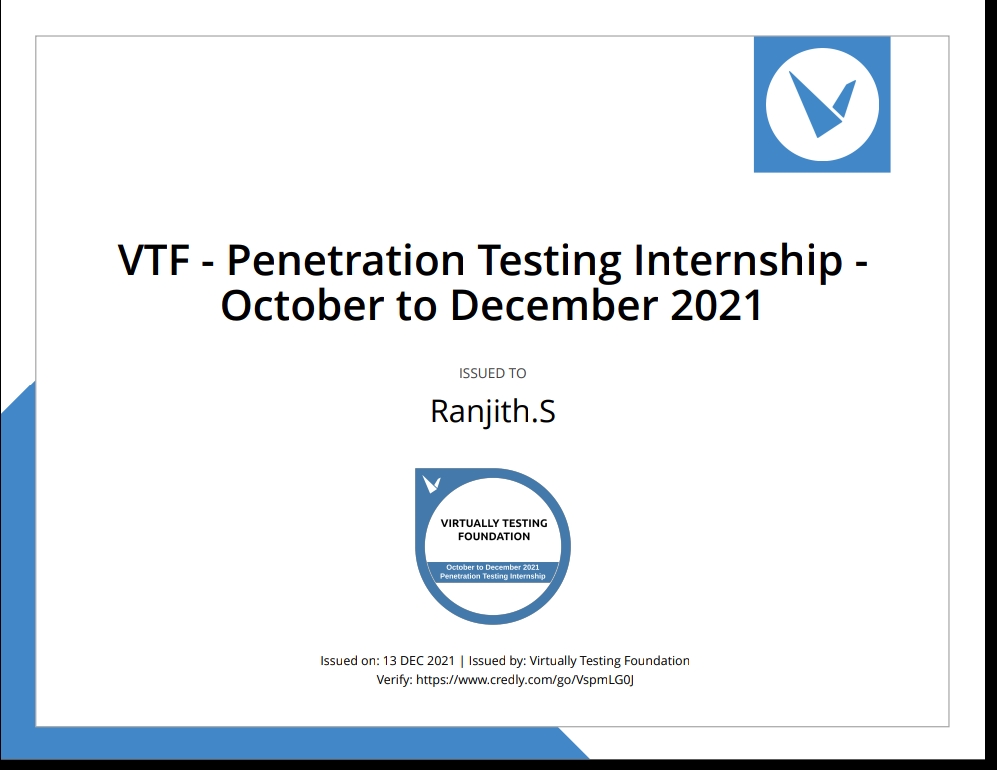 VTF - Penetration Testing Internship -
October to December 2021
ISSUED TO
Ranjith.S
VIRTUALLY TESTING
FOUNDATION
October to December 2021
Penetration Testing Internship
Issued on: 13 DEC 2021 | Issued by: Virtually Testing Foundation
Verify: https://www.credly.com/go/VspmLG0J